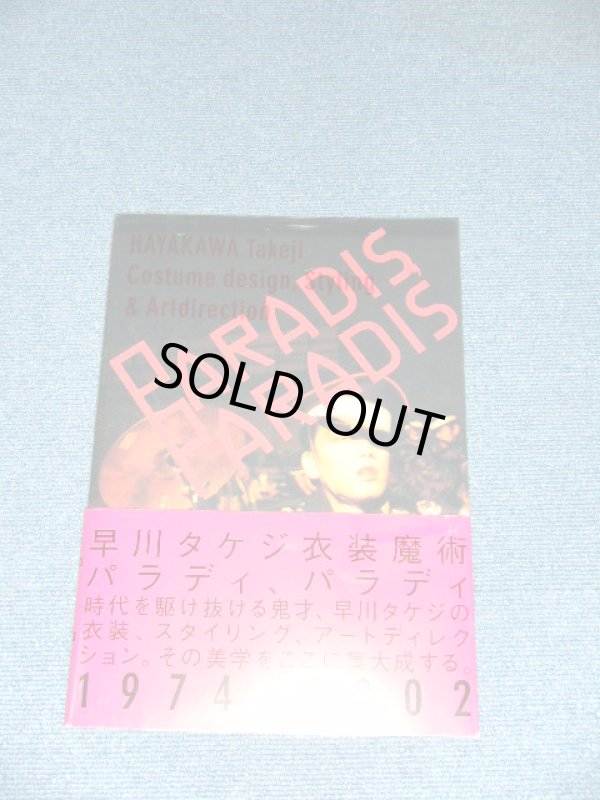 HAYAKAWA Takeji
Costume design, Styling
& Artdirection
PARADIS,
PARADIS
SOLD OUT
早川タケジ衣装魔術
パラディ、パラディ
時代を駆け抜ける鬼才、早川タケジの
衣装、スタイリング、アートディレク
ション。その美学をここに集大成する。
1974 02